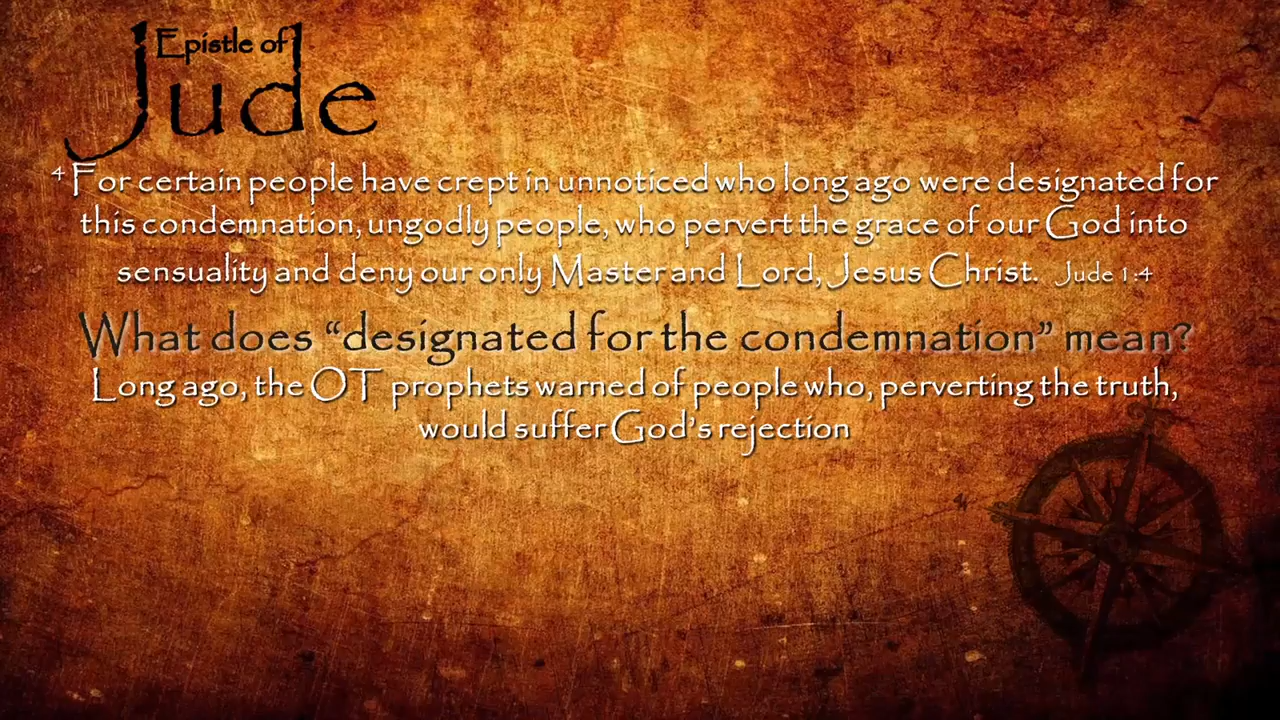 Epistle of
Jude
⁴ For certain people have crept in unnoticed who long ago were designated for
this condemnation, ungodly people, who pervert the grace of our God into
sensuality and deny our only Master and Lord, Jesus Christ. Jude 1:4
What does “designated for the condemnation” mean?
Long ago, the OT prophets warned of people who, perverting the truth,
would suffer God’s rejection